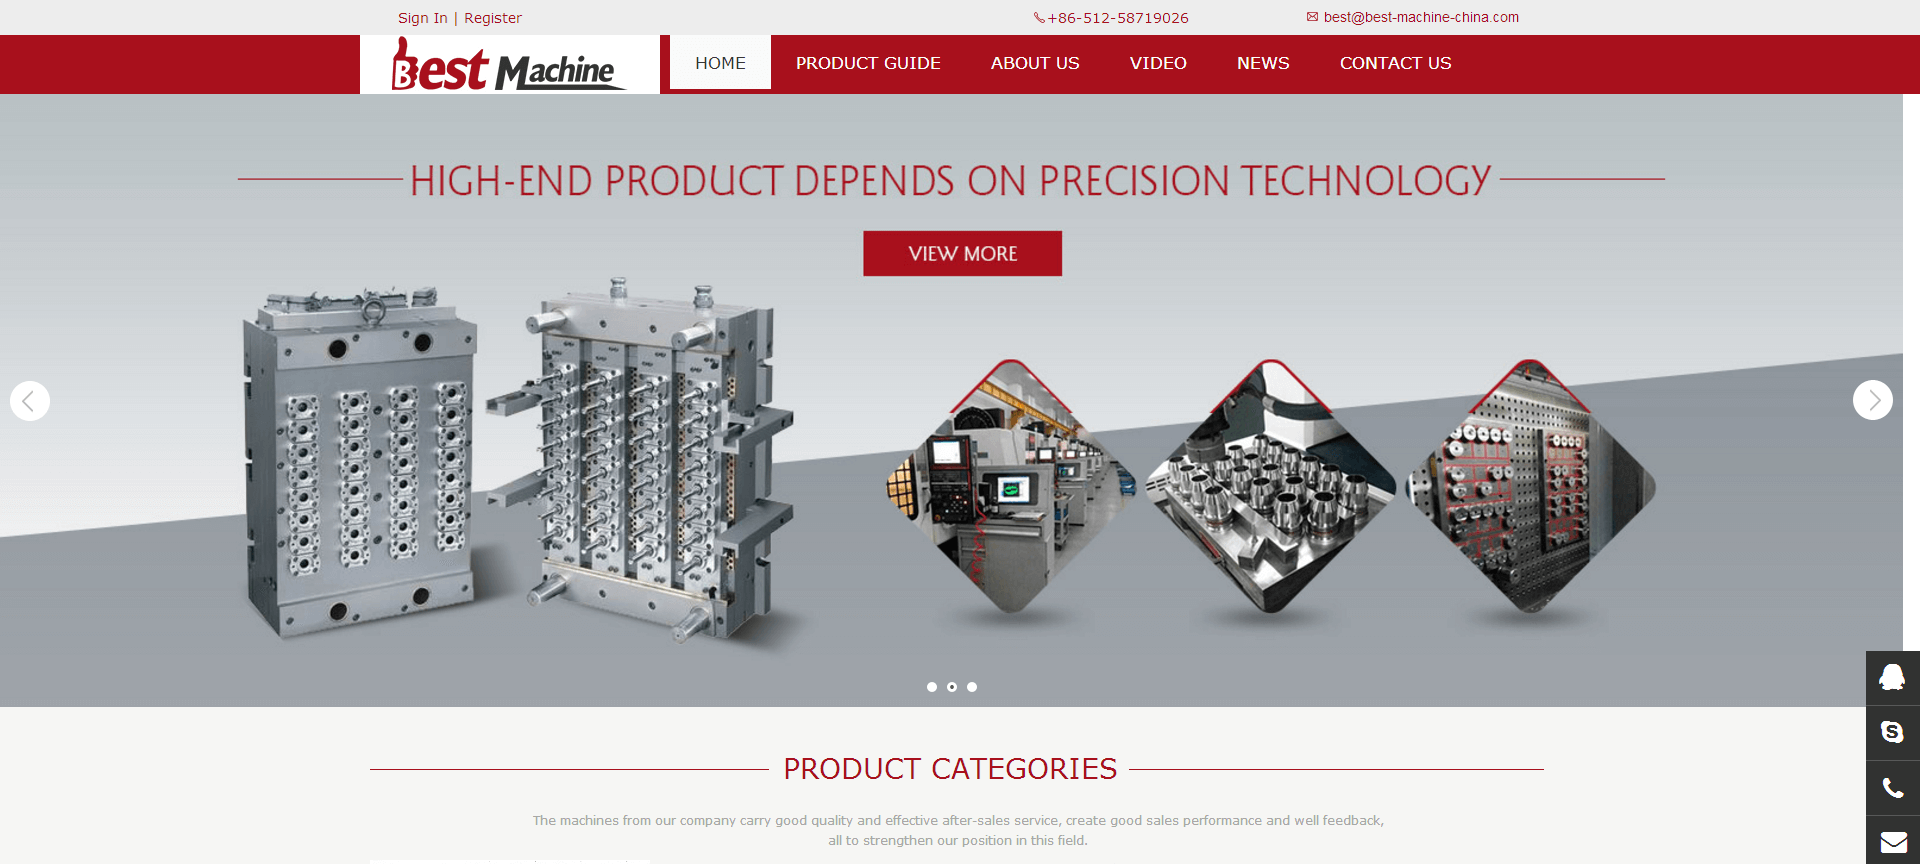 Sign In | Register
+86-512-58719026
best@best-machine-china.com
Best Machine
HOME
PRODUCT GUIDE
ABOUT US
VIDEO
NEWS
CONTACT US
HIGH-END PRODUCT DEPENDS ON PRECISION TECHNOLOGY
VIEW MORE
PRODUCT CATEGORIES
The machines from our company carry good quality and effective after-sales service, create good sales performance and well feedback,
all to strengthen our position in this field.